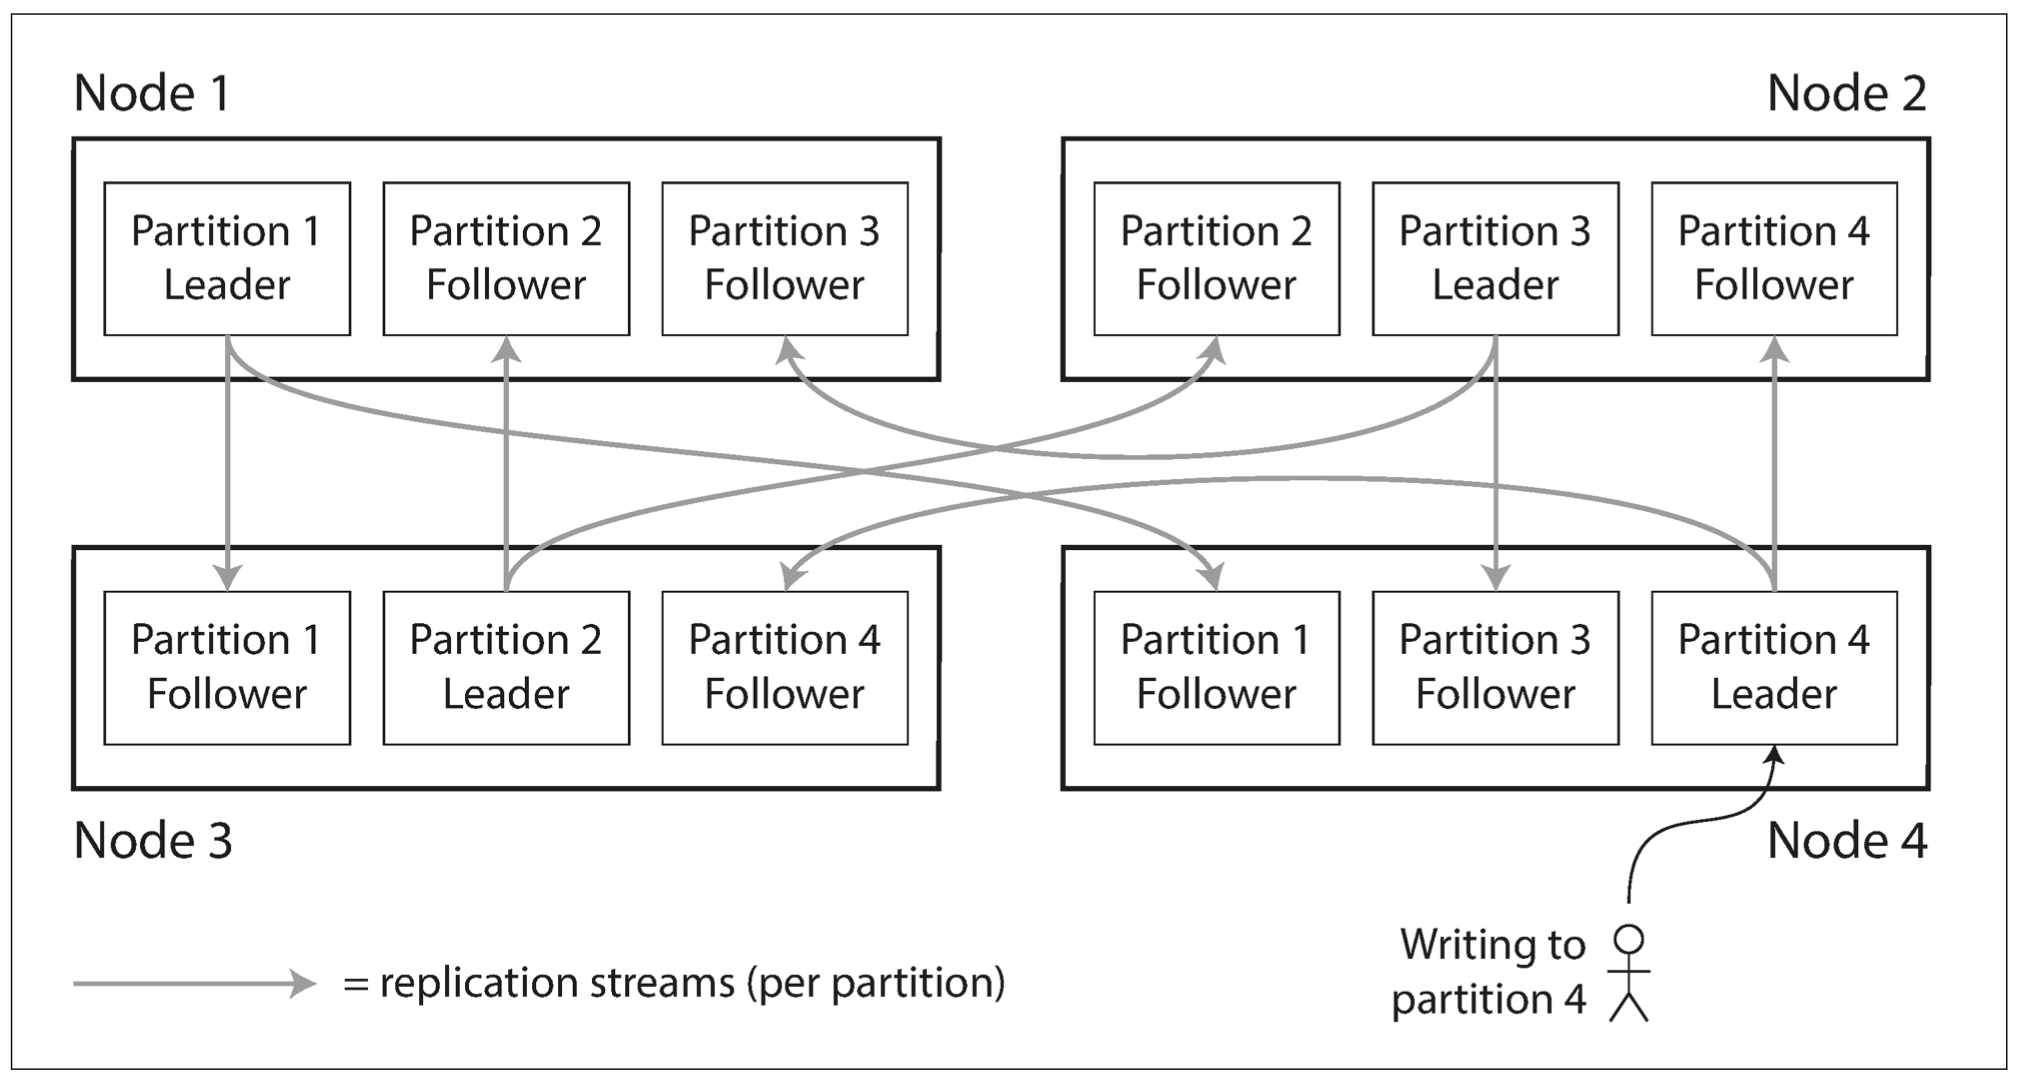 Node 1
Node 2
Partition 1
Leader
Partition 2
Follower
Partition 3
Follower
Partition 2
Follower
Partition 3
Leader
Partition 4
Follower
Partition 1
Follower
Partition 2
Leader
Partition 4
Follower
Partition 1
Follower
Partition 3
Follower
Partition 4
Leader
Node 3
Node 4
= replication streams (per partition)
Writing to
partition 4